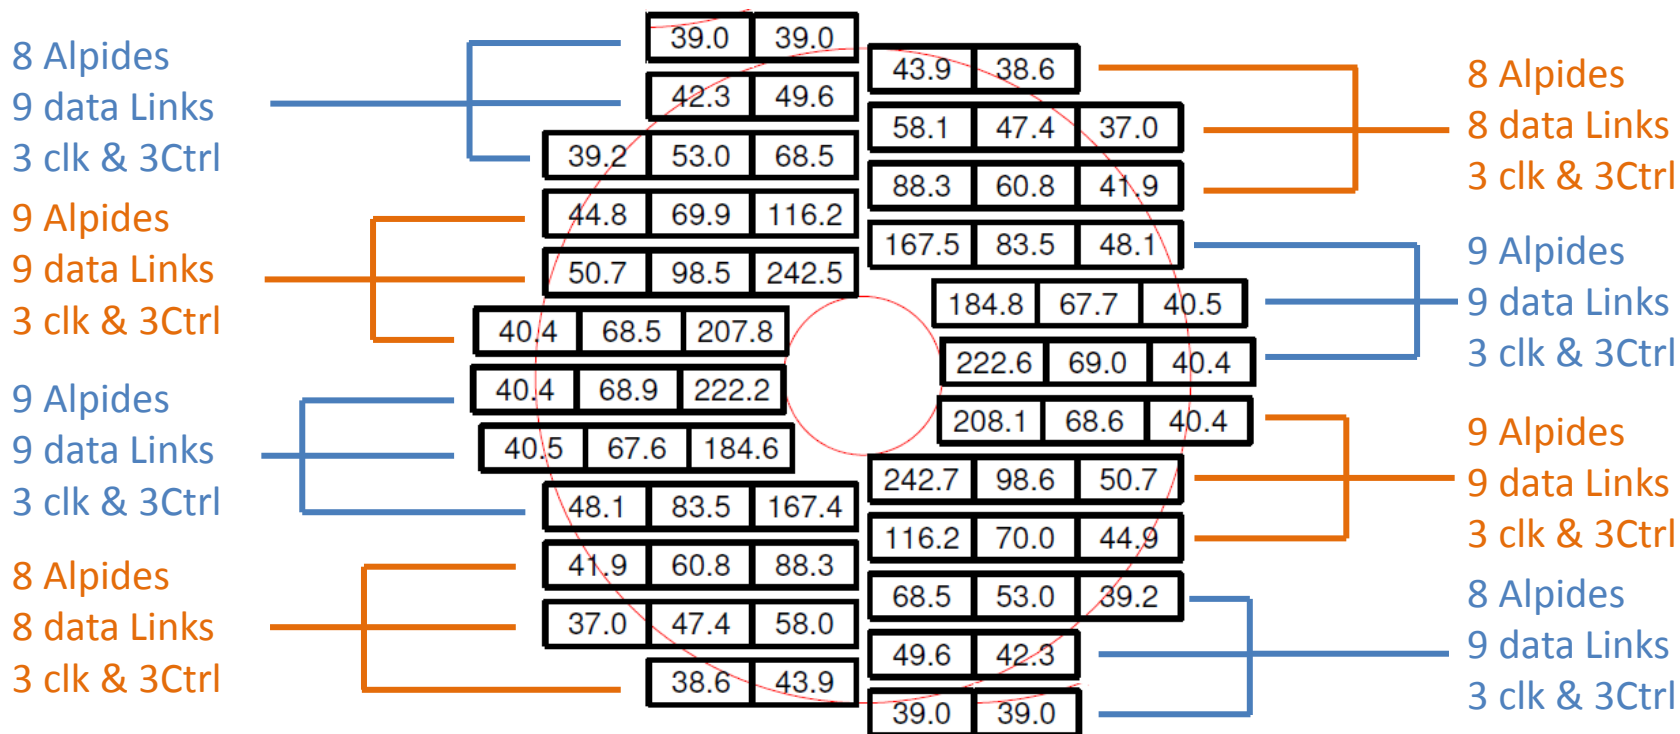 8 Alpides
9 data Links
3 clk & 3Ctrl
9 Alpides
9 data Links
3 clk & 3Ctrl
9 Alpides
9 data Links
3 clk & 3Ctrl
8 Alpides
8 data Links
3 clk & 3Ctrl
39.0 39.0
42.3 49.6
39.2 53.0 68.5
44.8 69.9 116.2
50.7 98.5 242.5
40.4 68.5 207.8
40.4 68.9 222.2
40.5 67.6 184.6
48.1 83.5 167.4
41.9 60.8 88.3
37.0 47.4 58.0
38.6 43.9
43.9 38.6
58.1 47.4 37.0
88.3 60.8 41.9
167.5 83.5 48.1
184.8 67.7 40.5
222.6 69.0 40.4
208.1 68.6 40.4
242.7 98.6 50.7
116.2 70.0 44.9
68.5 53.0 39.2
49.6 42.3
39.0 39.0
8 Alpides
8 data Links
3 clk & 3Ctrl
9 Alpides
9 data Links
3 clk & 3Ctrl
9 Alpides
9 data Links
3 clk & 3Ctrl
8 Alpides
9 data Links
3 clk & 3Ctrl